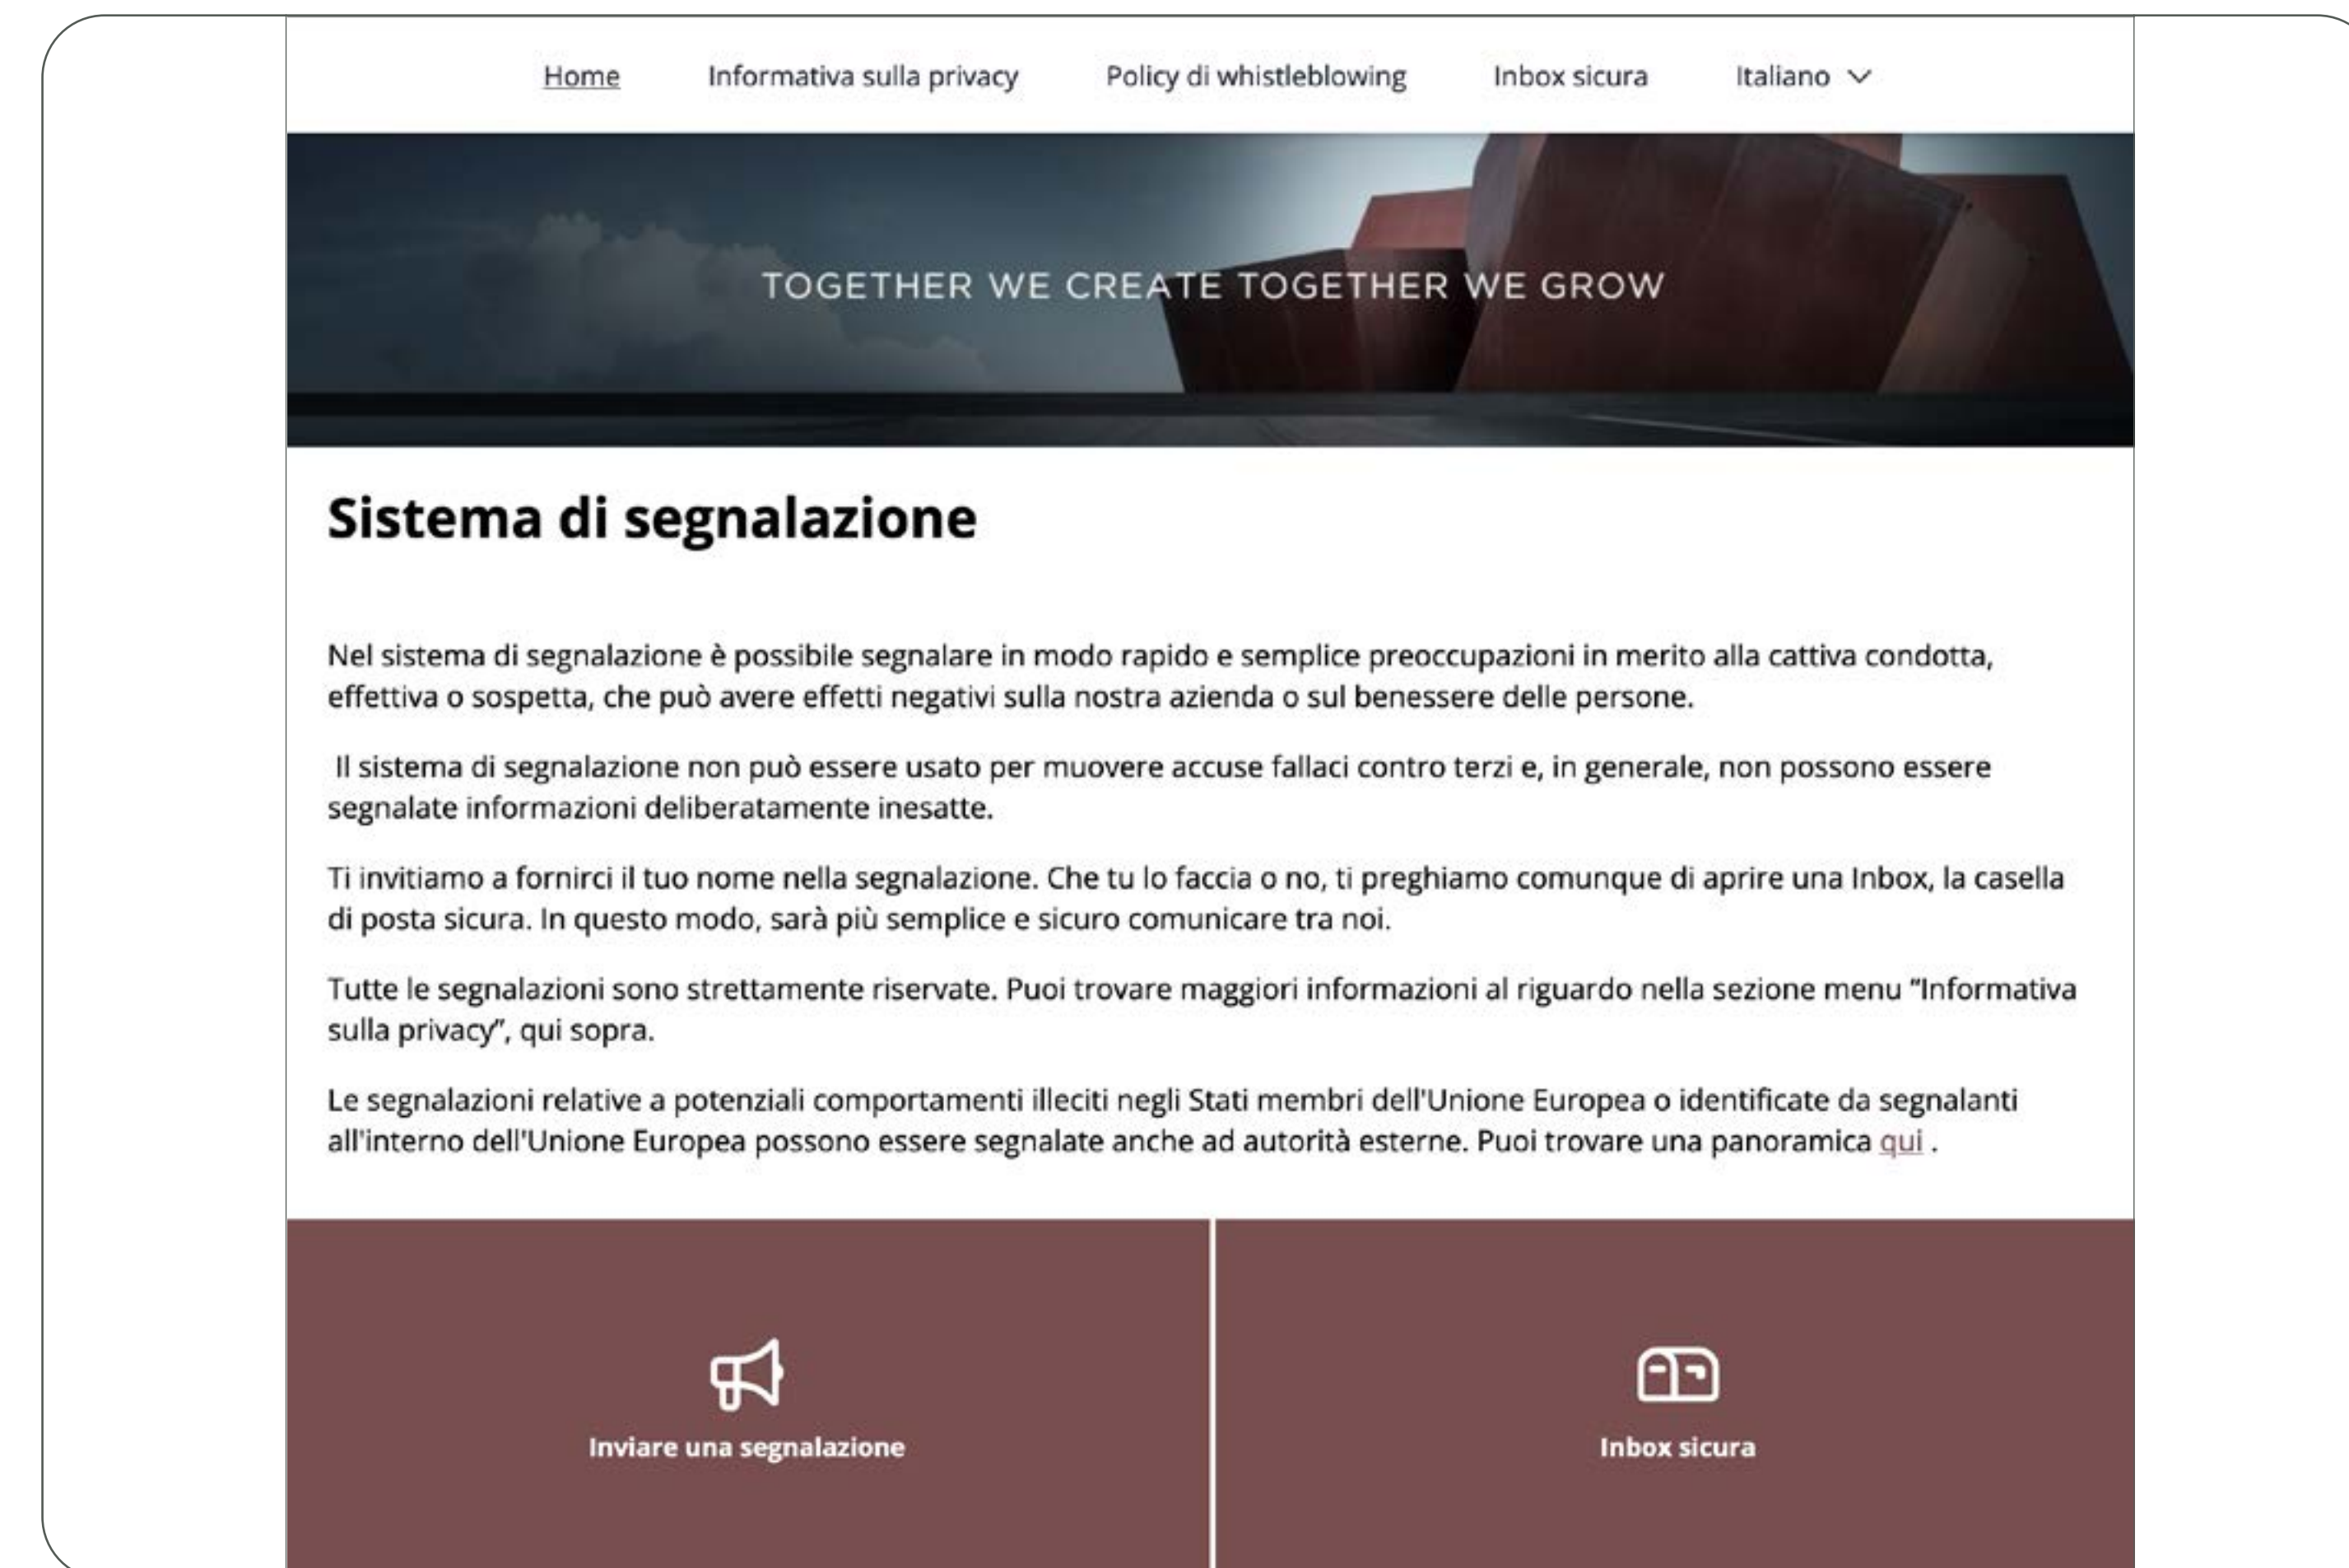 Home Informativa sulla privacy Policy di whistleblowing Inbox sicura Italiano
TOGETHER WE CREATE TOGETHER WE GROW
Sistema di segnalazione
Nel sistema di segnalazione è possibile segnalare in modo rapido e semplice preoccupazioni in merito alla cattiva condotta,
effettiva o sospetta, che può avere effetti negativi sulla nostra azienda o sul benessere delle persone.
Il sistema di segnalazione non può essere usato per muovere accuse fallaci contro terzi e, in generale, non possono essere
segnalate informazioni deliberatamente inesatte.
Ti invitiamo a fornirci il tuo nome nella segnalazione. Che tu lo faccia o no, ti preghiamo comunque di aprire una Inbox, la casella
di posta sicura. In questo modo, sarà più semplice e sicuro comunicare tra noi.
Tutte le segnalazioni sono strettamente riservate. Puoi trovare maggiori informazioni al riguardo nella sezione menu “Informativa
sulla privacy”, qui sopra.
Le segnalazioni relative a potenziali comportamenti illeciti negli Stati membri dell'Unione Europea o identificate da segnalanti
all'interno dell'Unione Europea possono essere segnalate anche ad autorità esterne. Puoi trovare una panoramica qui .
Inviare una segnalazione
Inbox sicura